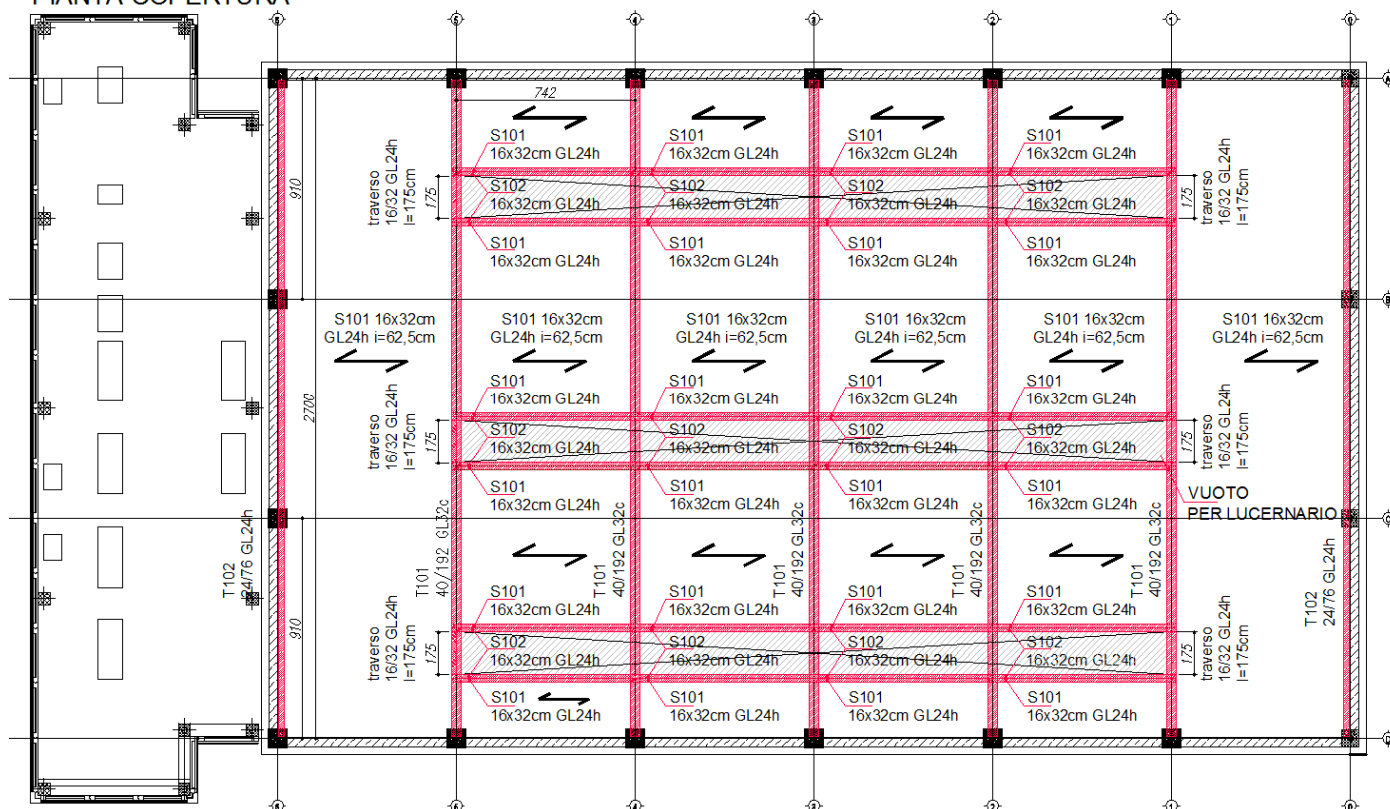 742
S101
16x32cm GL24h
S101
16x32cm GL24h
S101
16x32cm GL24h
S101
16x32cm GL24h
traverso
16/32 GL24h
l=175cm
175
S102
16x32cm GL24h
S102
16x32cm GL24h
S102
16x32cm GL24h
S102
16x32cm GL24h
175
traverso
16/32 GL24h
l=175cm
910
S101
16x32cm GL24h
S101
16x32cm GL24h
S101
16x32cm GL24h
S101
16x32cm GL24h
S101 16x32cm
GL24h i=62,5cm
S101 16x32cm
GL24h i=62,5cm
S101 16x32cm
GL24h i=62,5cm
S101 16x32cm
GL24h i=62,5cm
S101 16x32cm
GL24h i=62,5cm
S101 16x32cm
GL24h i=62,5cm
2700
S101
16x32cm GL24h
S101
16x32cm GL24h
S101
16x32cm GL24h
S101
16x32cm GL24h
traverso
16/32 GL24h
l=175cm
175
S102
16x32cm GL24h
S102
16x32cm GL24h
S102
16x32cm GL24h
S102
16x32cm GL24h
175
traverso
16/32 GL24h
l=175cm
S101
16x32cm GL24h
S101
16x32cm GL24h
S101
16x32cm GL24h
S101
16x32cm GL24h
VUOTO
PER LUCERNARIO
T102
24/76 GL24h
T101
40/192 GL32c
T101
40/192 GL32c
T101
40/192 GL32c
T101
40/192 GL32c
T101
40/192 GL32c
T102
24/76 GL24h
910
S101
16x32cm GL24h
S101
16x32cm GL24h
S101
16x32cm GL24h
S101
16x32cm GL24h
traverso
16/32 GL24h
l=175cm
175
S102
16x32cm GL24h
S102
16x32cm GL24h
S102
16x32cm GL24h
S102
16x32cm GL24h
175
traverso
16/32 GL24h
l=175cm
S101
16x32cm GL24h
S101
16x32cm GL24h
S101
16x32cm GL24h
S101
16x32cm GL24h